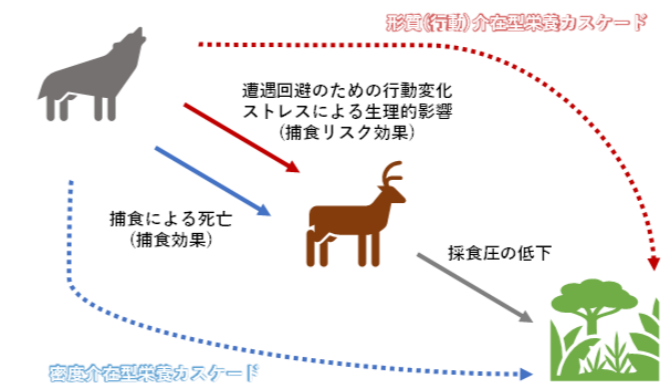 形質(行動)介在型栄養カスケード
遭遇回避のための行動変化
ストレスによる生理的影響
(捕食リスク効果)
捕食による死亡
(捕食効果)
採食圧の低下
密度介在型栄養カスケード